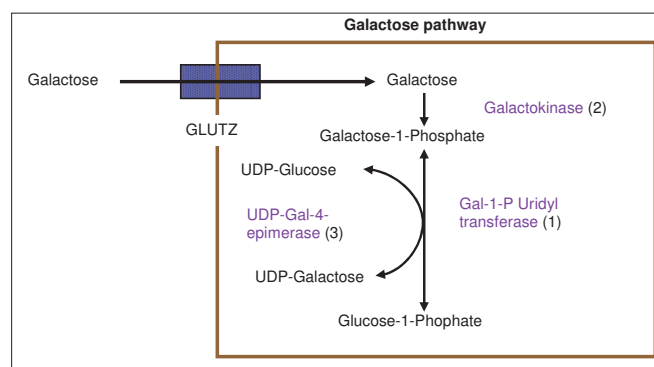 Galactose pathway
Galactose
Galactose
Galactokinase (2)
GLUTZ
Galactose-1-Phosphate
UDP-Glucose
Gal-1-P Uridyl
transferase (1)
UDP-Gal-4-
epimerase (3)
UDP-Galactose
Glucose-1-Phophate